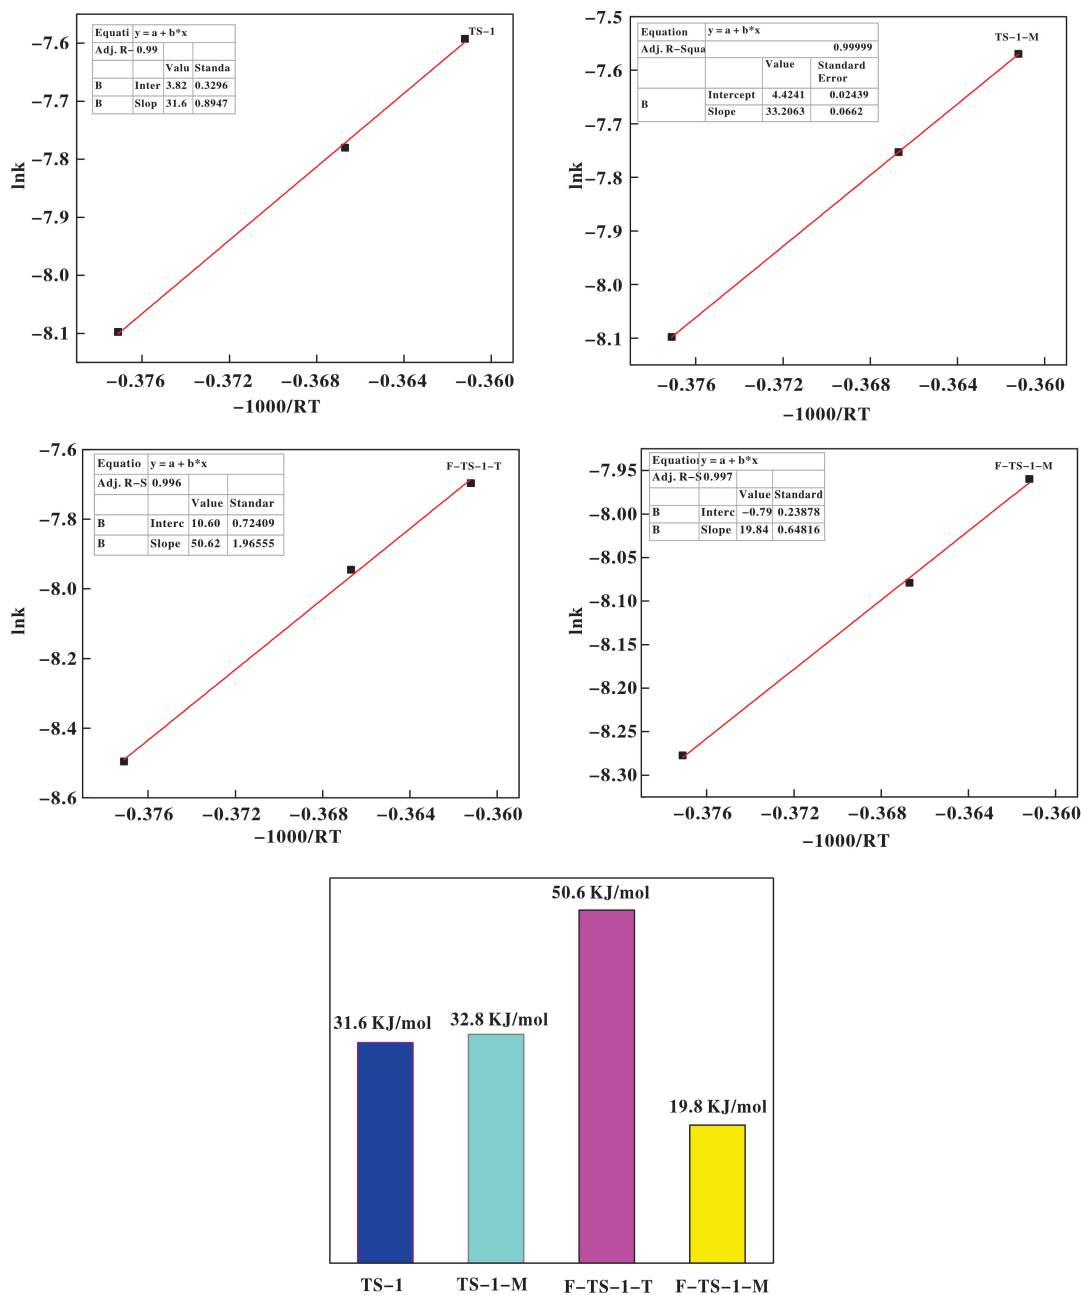 Equati y = a + b*x
Adj. R- 0.99
Valu Standa
B Inter 3.82 0.3296
B Slop 31.6 0.8947
TS-1
-7.6
-7.7
-7.8
-7.9
-8.0
-8.1
lnk
-0.376 -0.372 -0.368 -0.364 -0.360
-1000/RT
Equation y = a + b*x
Adj. R-Squa 0.99999
Value Standard
Error
B Intercept 4.4241 0.02439
Slope 33.2063 0.0662
TS-1-M
-7.5
-7.6
-7.7
-7.8
-7.9
-8.0
-8.1
lnk
-0.376 -0.372 -0.368 -0.364 -0.360
-1000/RT
Equatio y = a + b*x
Adj. R-S 0.996
Value Standar
B Interc 10.60 0.72409
B Slope 50.62 1.96555
F-TS-1-T
-7.6
-7.8
-8.0
-8.2
-8.4
-8.6
lnk
-0.376 -0.372 -0.368 -0.364 -0.360
-1000/RT
Equation y = a + b*x
Adj. R-S 0.997
Value Standard
B Interc -0.79 0.23878
B Slope 19.84 0.64816
F-TS-1-M
-7.95
-8.00
-8.05
-8.10
-8.15
-8.20
-8.25
-8.30
lnk
-0.376 -0.372 -0.368 -0.364 -0.360
-1000/RT
31.6 KJ/mol
32.8 KJ/mol
50.6 KJ/mol
19.8 KJ/mol
TS-1 TS-1-M F-TS-1-T F-TS-1-M